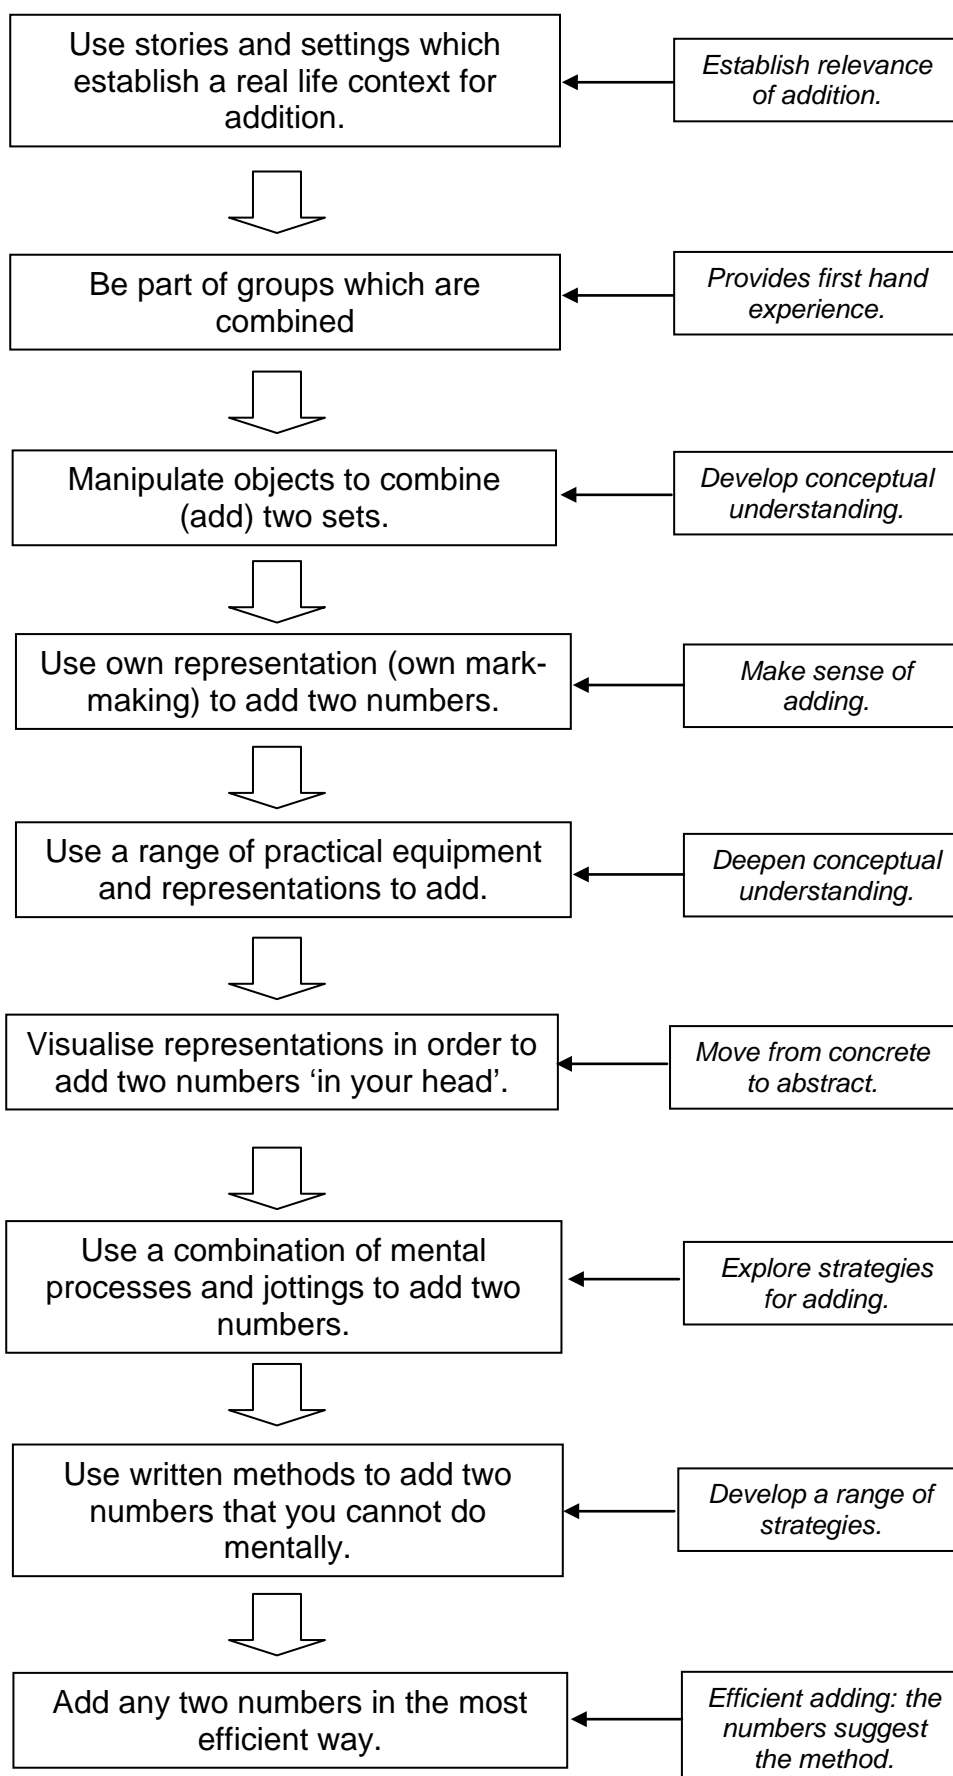 Use stories and settings which
establish a real life context for
addition.
Establish relevance
of addition.
Be part of groups which are
combined
Provides first hand
experience.
Manipulate objects to combine
(add) two sets.
Develop conceptual
understanding.
Use own representation (own mark-
making) to add two numbers.
Make sense of
adding.
Use a range of practical equipment
and representations to add.
Deepen conceptual
understanding.
Visualise representations in order to
add two numbers ‘in your head’.
Move from concrete
to abstract.
Use a combination of mental
processes and jottings to add two
numbers.
Explore strategies
for adding.
Use written methods to add two
numbers that you cannot do
mentally.
Develop a range of
strategies.
Add any two numbers in the most
efficient way.
Efficient adding: the
numbers suggest
the method.